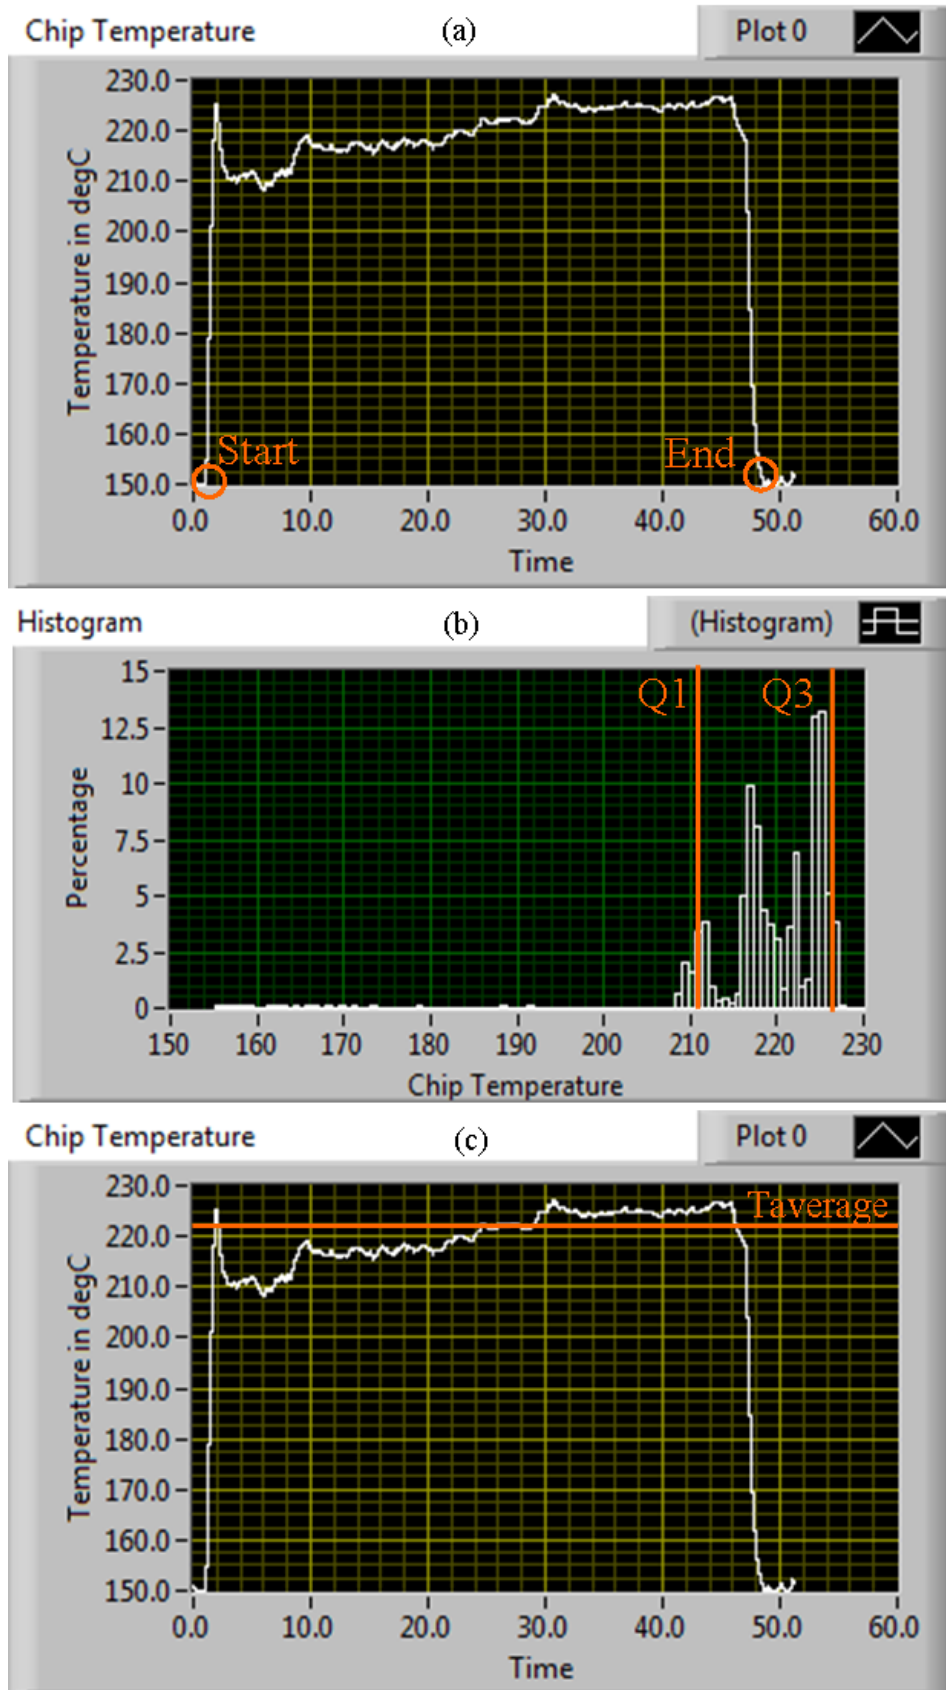 Chip Temperature (a) Plot 0
230.0
220.0
210.0
200.0
190.0
180.0
170.0
160.0
150.0
Temperature in degC
Start
End
0.0 10.0 20.0 30.0 40.0 50.0 60.0
Time
Histogram (b) (Histogram)
15
12.5
10
7.5
5
2.5
0
Percentage
Q1 Q3
150 160 170 180 190 200 210 220 230
Chip Temperature
Chip Temperature (c) Plot 0
230.0
220.0
210.0
200.0
190.0
180.0
170.0
160.0
150.0
Temperature in degC
Taverage
0.0 10.0 20.0 30.0 40.0 50.0 60.0
Time